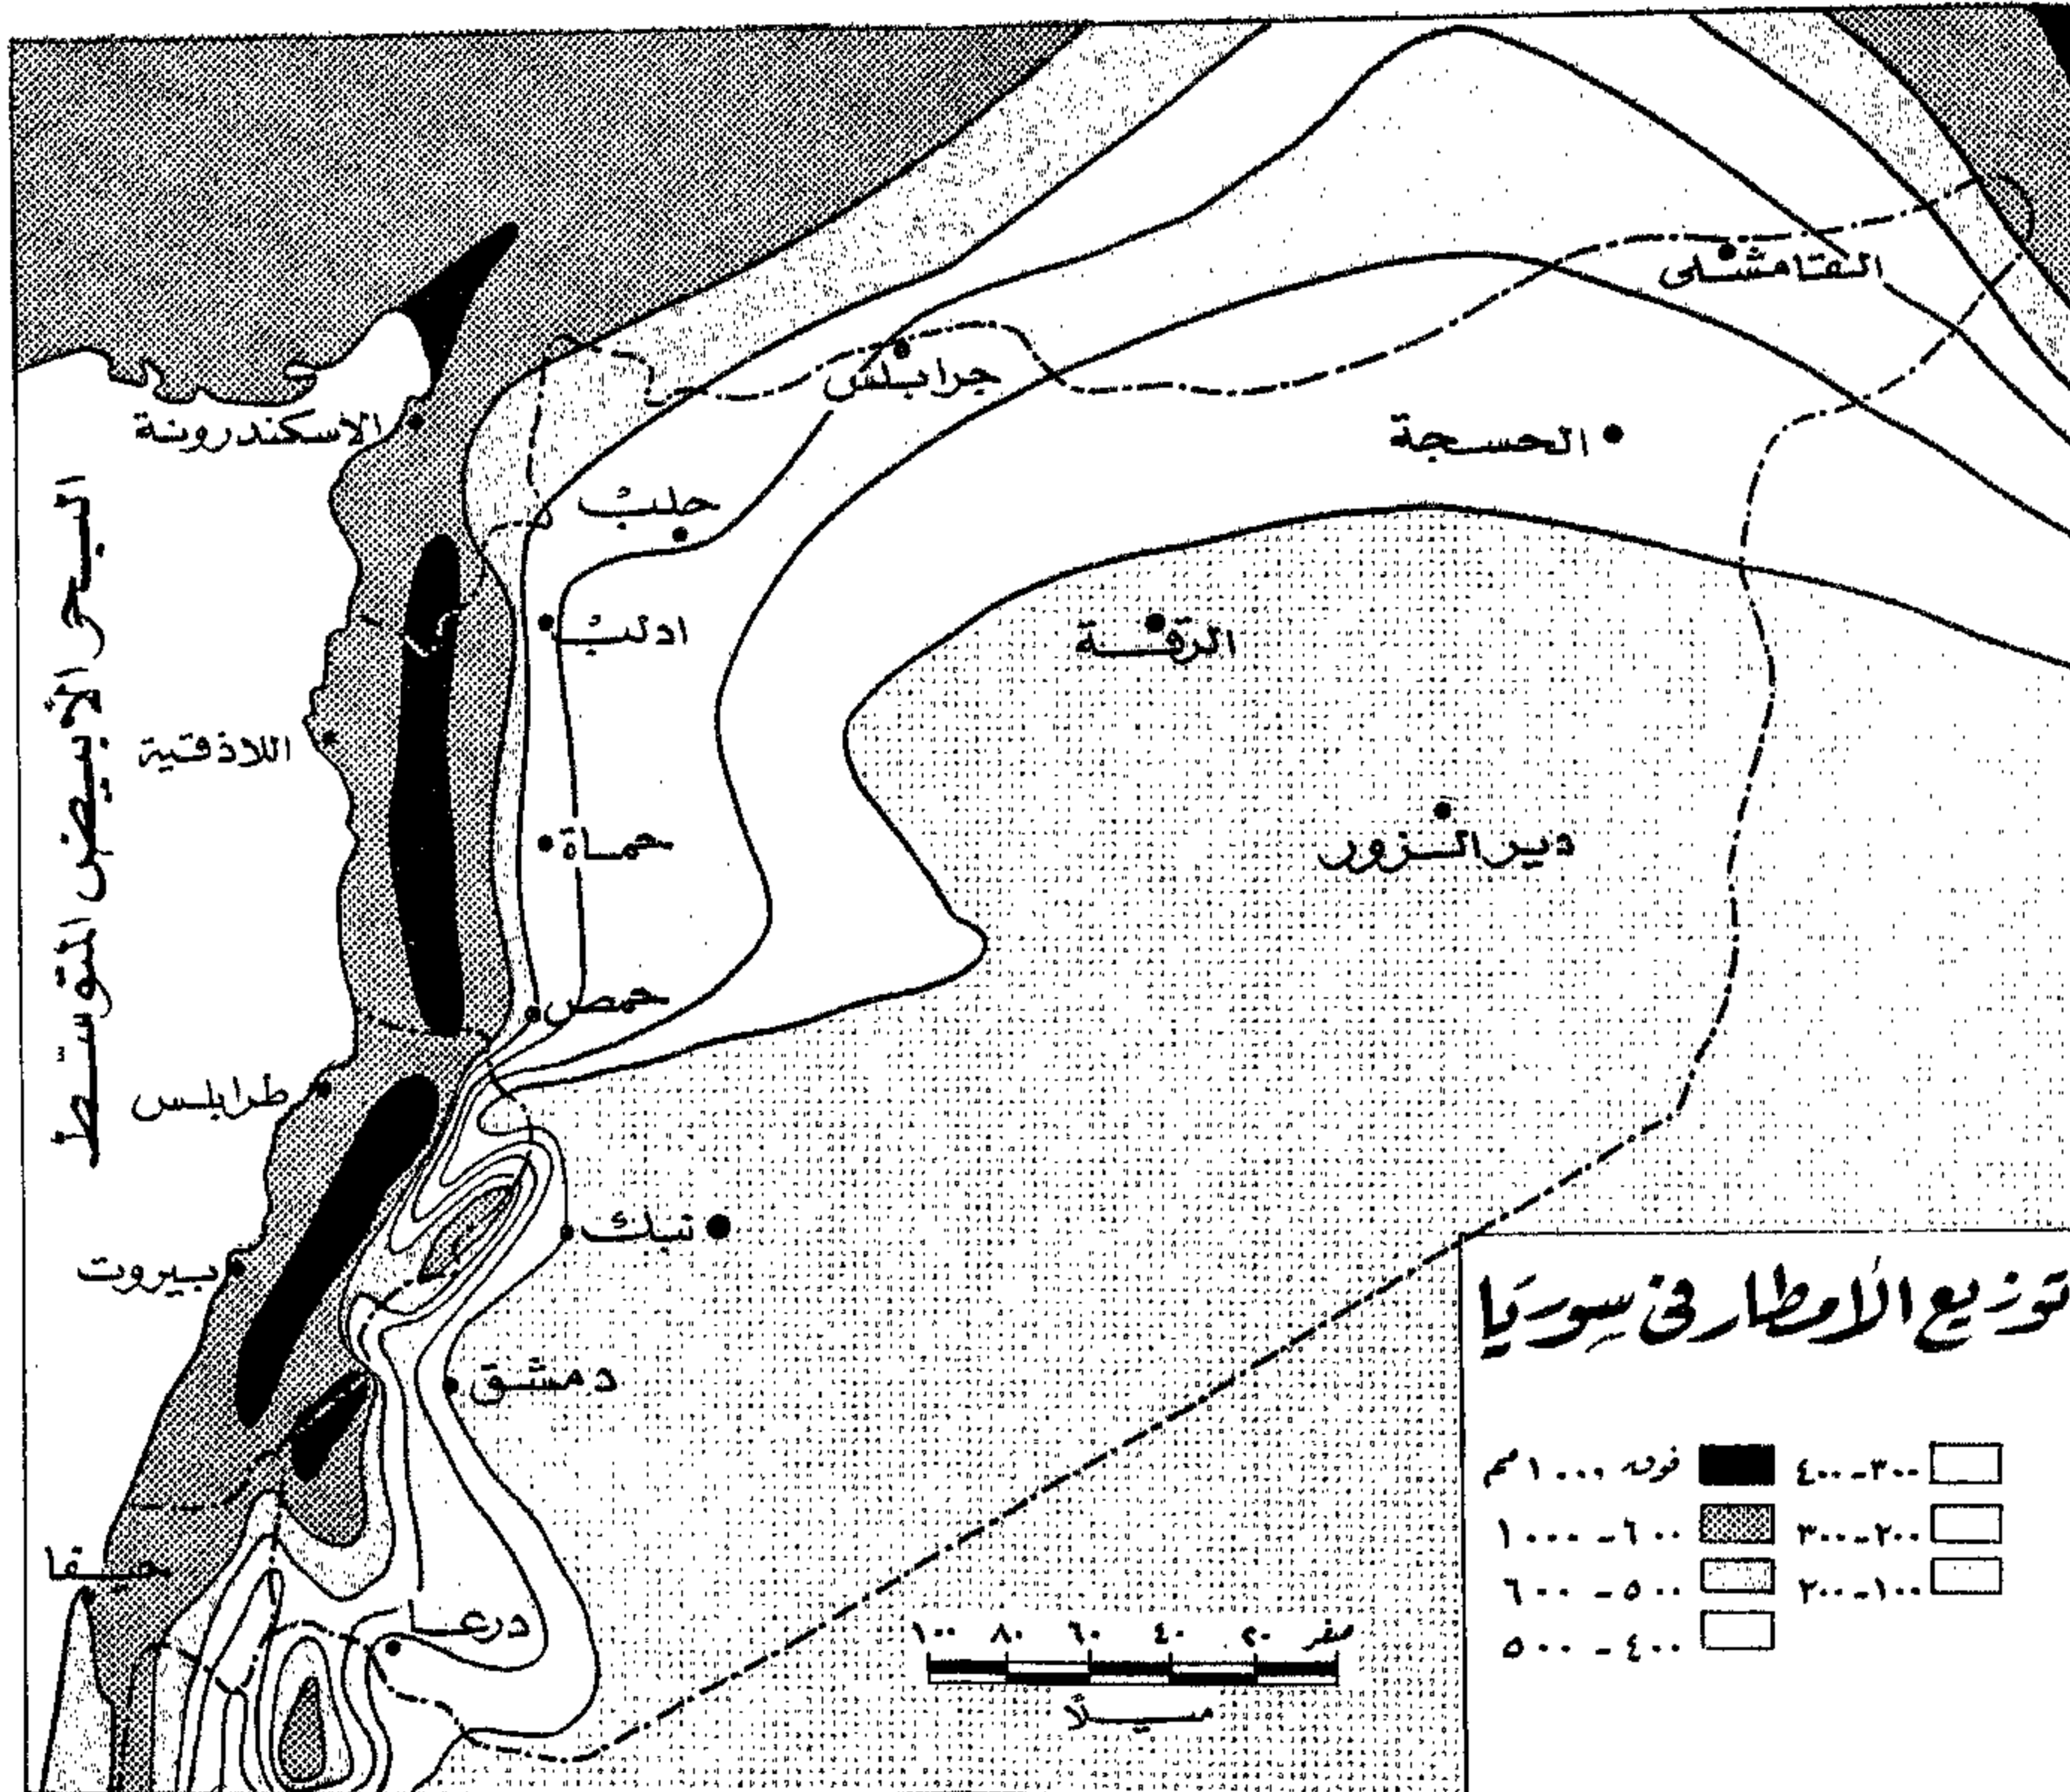 القامشلى
جرابلس
الاسكندرونة
الحسجة
حلب
البحر الأبيض المتوسط
ادلب
الرقة
اللاذقية
حماة
دير الزور
حمص
طرابلس
نبك
بيروت
توزيع الأمطار فى سوريا
دمشق
فوق ١٠٠٠ مم
٣٠٠-٤٠٠
٦٠٠-١٠٠٠
٢٠٠-٣٠٠
٥٠٠-٦٠٠
١٠٠-٢٠٠
٤٠٠-٥٠٠
حيفا
درعا
صفر ٢٠ ٤٠ ٦٠ ٨٠ ١٠٠
ميلاً